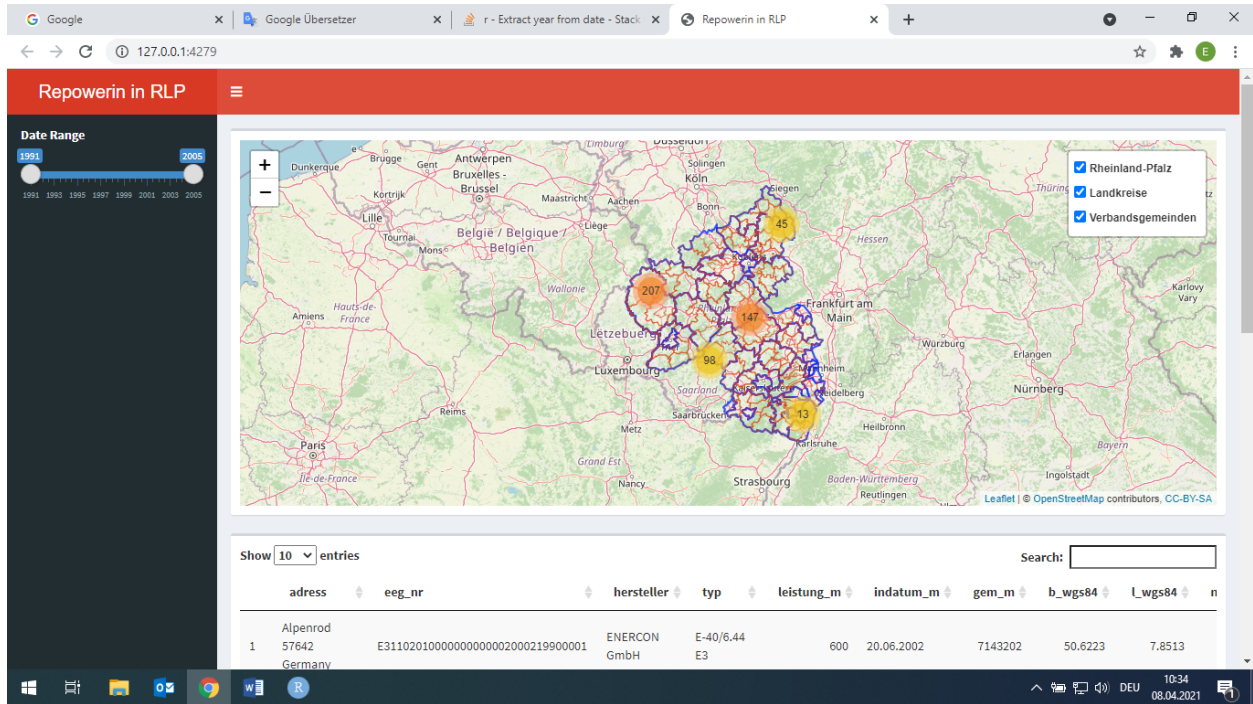 Google
Google Übersetzer
r - Extract year from date - Stack
Repowerin in RLP
127.0.0.1:4279
E
Repowerin in RLP
Date Range
1991
2005
1991 1993 1995 1997 1999 2001 2003 2005
+
−
Rheinland-Pfalz
Landkreise
Verbandsgemeinden
Dunkerque
Brugge
Gent
Antwerpen
Limburg
Düsseldorf
Solingen
Köln
Bruxelles -
Brussel
Kortrijk
Maastricht
Aachen
Bonn
Siegen
Thüring
Lille
Tournai
Mons
België / Belgique /
Belgien
Liège
45
Hessen
207
Wallonie
147
Frankfurt am
Main
Karlovy
Vary
Hauts-de-
France
Amiens
Lëtzebuerg
Luxembourg
98
Würzburg
Erlangen
Nürnberg
Mannheim
Heidelberg
Saarland
Kaiserslautern
Saarbrücken
13
Reims
Metz
Karlsruhe
Heilbronn
Paris
Île-de-France
Grand Est
Nancy
Strasbourg
Baden-Württemberg
Reutlingen
Bayern
Ingolstadt
Leaflet | © OpenStreetMap contributors, CC-BY-SA
Show 10 entries
Search:
adress eeg_nr hersteller typ leistung_m indatum_m gem_m b_wgs84 l_wgs84 n
1 Alpenrod 57642 Germany E3110201000000000002000219900001 ENERCON GmbH E-40/6.44 E3 600 20.06.2002 7143202 50.6223 7.8513
DEU
10:34
08.04.2021
1